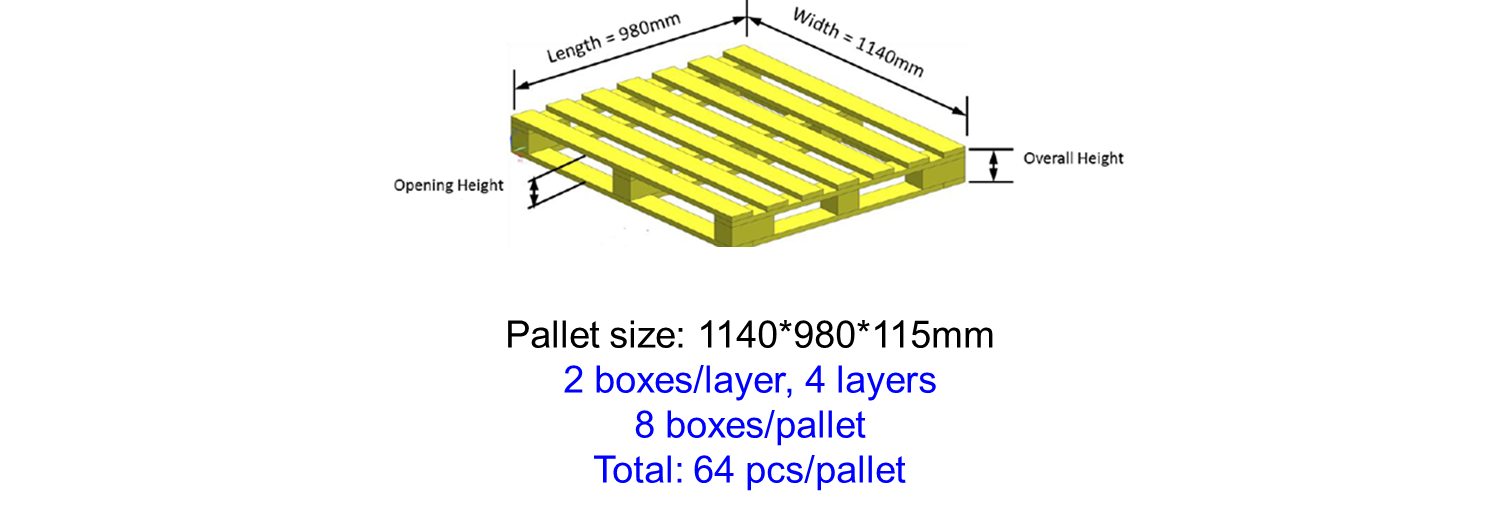 Length = 980mm
Width = 1140mm
Overall Height
Opening Height
Pallet size: 1140*980*115mm
2 boxes/layer, 4 layers
8 boxes/pallet
Total: 64 pcs/pallet